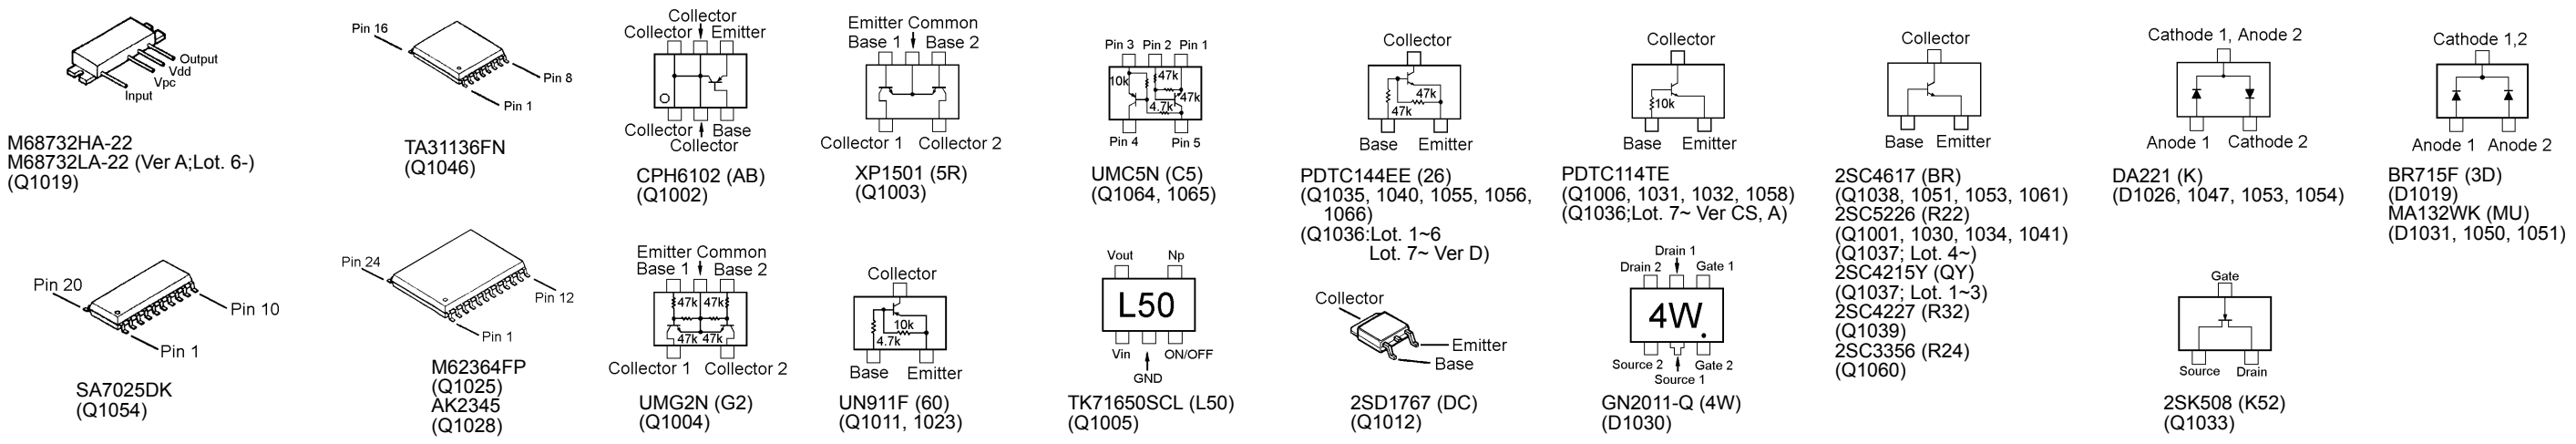 Output
Vdd
Vpc
Input
M68732HA-22
M68732LA-22 (Ver A;Lot. 6-)
(Q1019)
Pin 16
Pin 8
Pin 1
TA31136FN
(Q1046)
Collector
Collector Emitter
Collector Base
Collector
CPH6102 (AB)
(Q1002)
Emitter Common
Base 1 Base 2
Collector 1 Collector 2
XP1501 (5R)
(Q1003)
Pin 3 Pin 2 Pin 1
10k 47k
47k
4.7k
Pin 4 Pin 5
UMC5N (C5)
(Q1064, 1065)
Collector
47k
47k
Base Emitter
PDTC144EE (26)
(Q1035, 1040, 1055, 1056,
1066)
(Q1036:Lot. 1~6
Lot. 7~ Ver D)
Collector
10k
Base Emitter
PDTC114TE
(Q1006, 1031, 1032, 1058)
(Q1036;Lot. 7~ Ver CS, A)
Collector
Base Emitter
2SC4617 (BR)
(Q1038, 1051, 1053, 1061)
2SC5226 (R22)
(Q1001, 1030, 1034, 1041)
(Q1037; Lot. 4~)
2SC4215Y (QY)
(Q1037; Lot. 1~3)
2SC4227 (R32)
(Q1039)
2SC3356 (R24)
(Q1060)
Cathode 1, Anode 2
Anode 1 Cathode 2
DA221 (K)
(D1026, 1047, 1053, 1054)
Cathode 1,2
Anode 1 Anode 2
BR715F (3D)
(D1019)
MA132WK (MU)
(D1031, 1050, 1051)
Pin 20
Pin 10
Pin 1
SA7025DK
(Q1054)
Pin 24
Pin 12
Pin 1
M62364FP
(Q1025)
AK2345
(Q1028)
Emitter Common
Base 1 Base 2
47k 47k
47k 47k
Collector 1 Collector 2
UMG2N (G2)
(Q1004)
Collector
10k
4.7k
Base Emitter
UN911F (60)
(Q1011, 1023)
Vout Np
L50
Vin ON/OFF
GND
TK71650SCL (L50)
(Q1005)
Collector
Emitter
Base
2SD1767 (DC)
(Q1012)
Drain 1
Drain 2 Gate 1
4W
Source 2 Gate 2
Source 1
GN2011-Q (4W)
(D1030)
Gate
Source Drain
2SK508 (K52)
(Q1033)